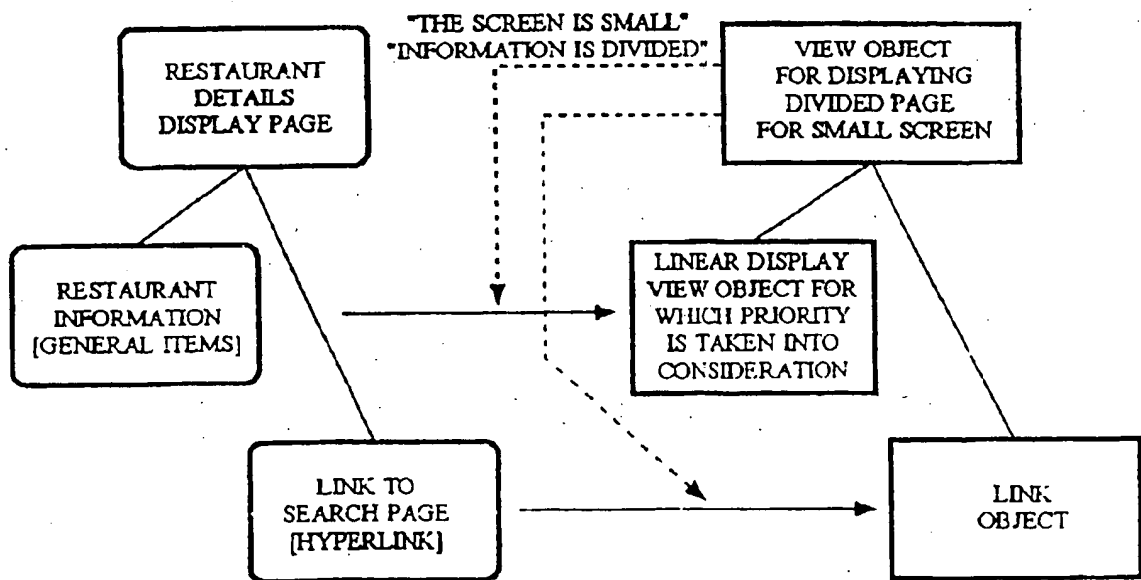 "THE SCREEN IS SMALL"
"INFORMATION IS DIVIDED"
RESTAURANT
DETAILS
DISPLAY PAGE
VIEW OBJECT
FOR DISPLAYING
DIVIDED PAGE
FOR SMALL SCREEN
RESTAURANT
INFORMATION
[GENERAL ITEMS]
LINEAR DISPLAY
VIEW OBJECT FOR
WHICH PRIORITY
IS TAKEN INTO
CONSIDERATION
LINK TO
SEARCH PAGE
[HYPERLINK]
LINK
OBJECT